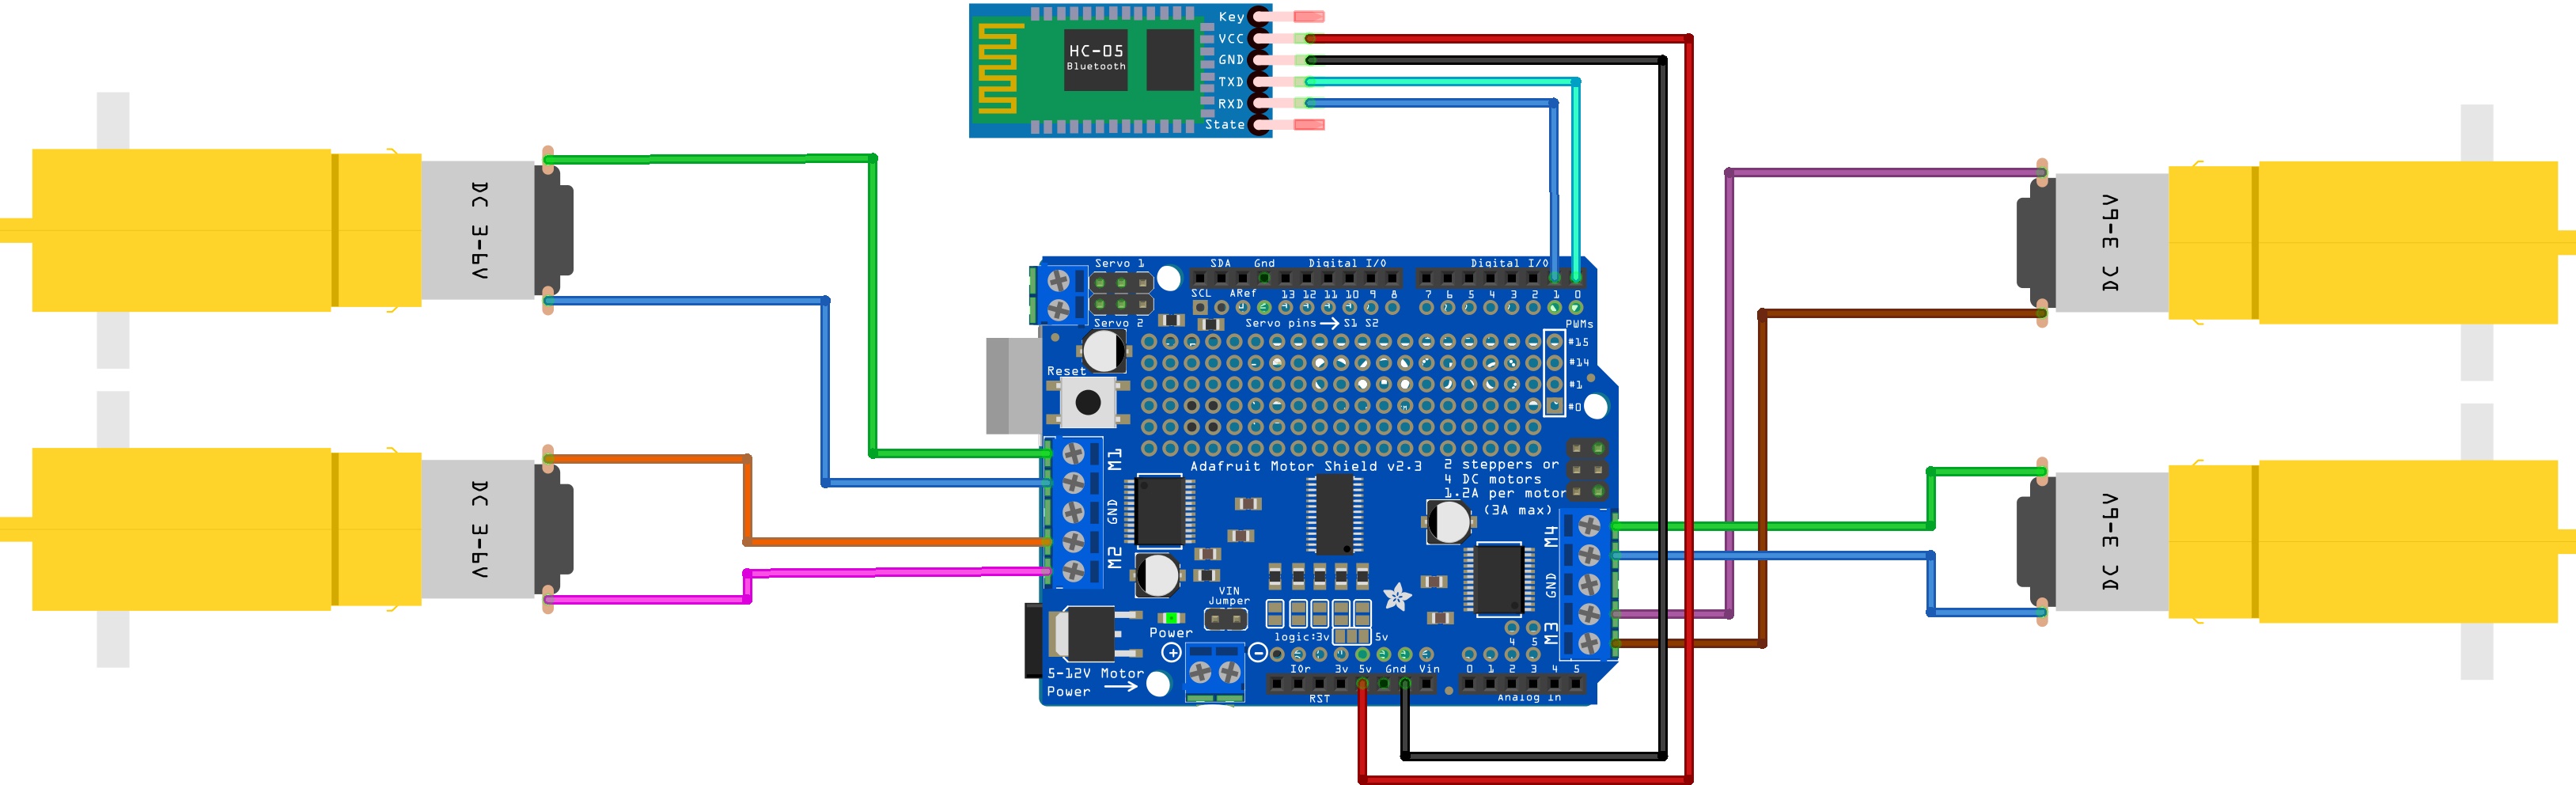 Key
VCC
GND
TXD
RXD
State
HC-05
Bluetooth
DC 3-6V
DC 3-6V
DC 3-6V
DC 3-6V
Servo 1
SDA
Gnd
Digital I/O
Digital I/O
SCL
ARef
13 12 11 10 9 8
7 6 5 4 3 2 1 0
Servo 2
Servo pins → S1 S2
PWMs
#15
#14
#1
#0
Reset
M1
GND
M2
Adafruit Motor Shield v2.3
2 steppers or
4 DC motors
1.2A per motor
(3A max)
M4
GND
M3
VIN
Jumper
Power
logic:3v
5v
4 5
5-12V Motor
Power →
IOr
3v 5v Gnd Vin
0 1 2 3 4 5
RST
Analog In